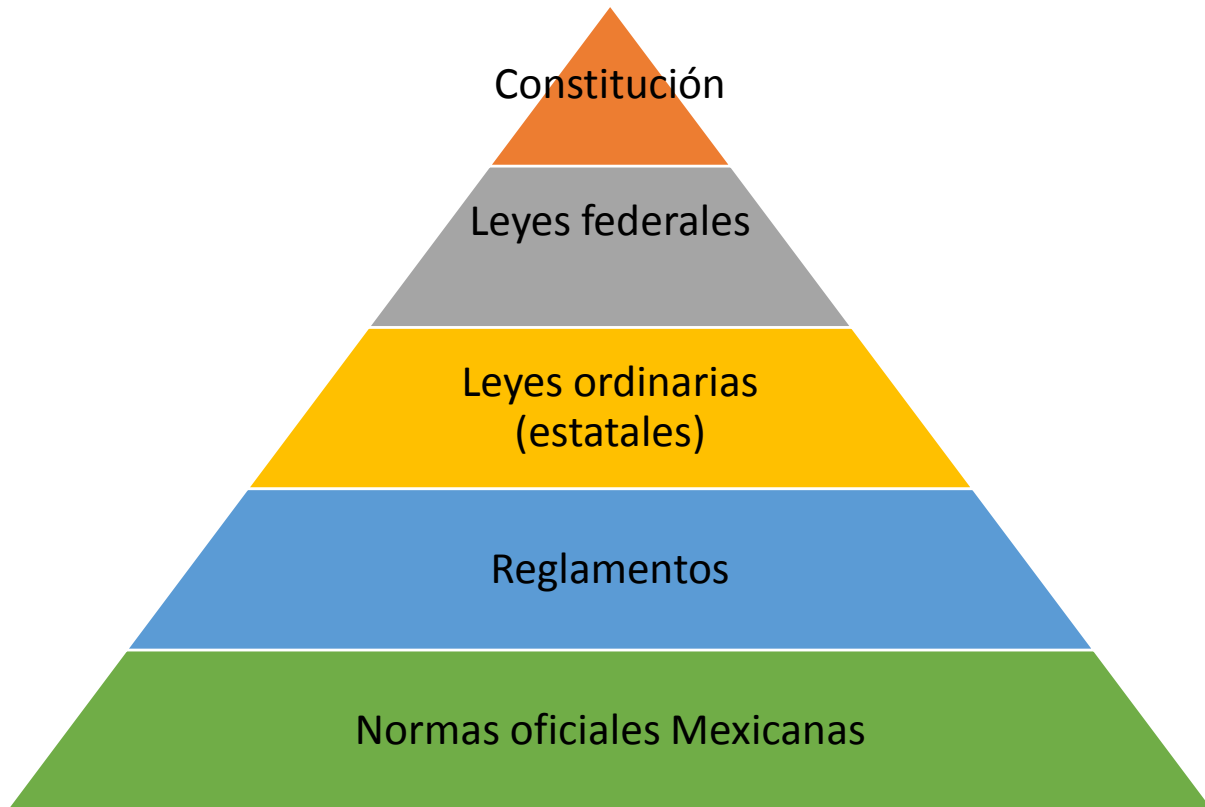 Constitución
Leyes federales
Leyes ordinarias
(estatales)
Reglamentos
Normas oficiales Mexicanas